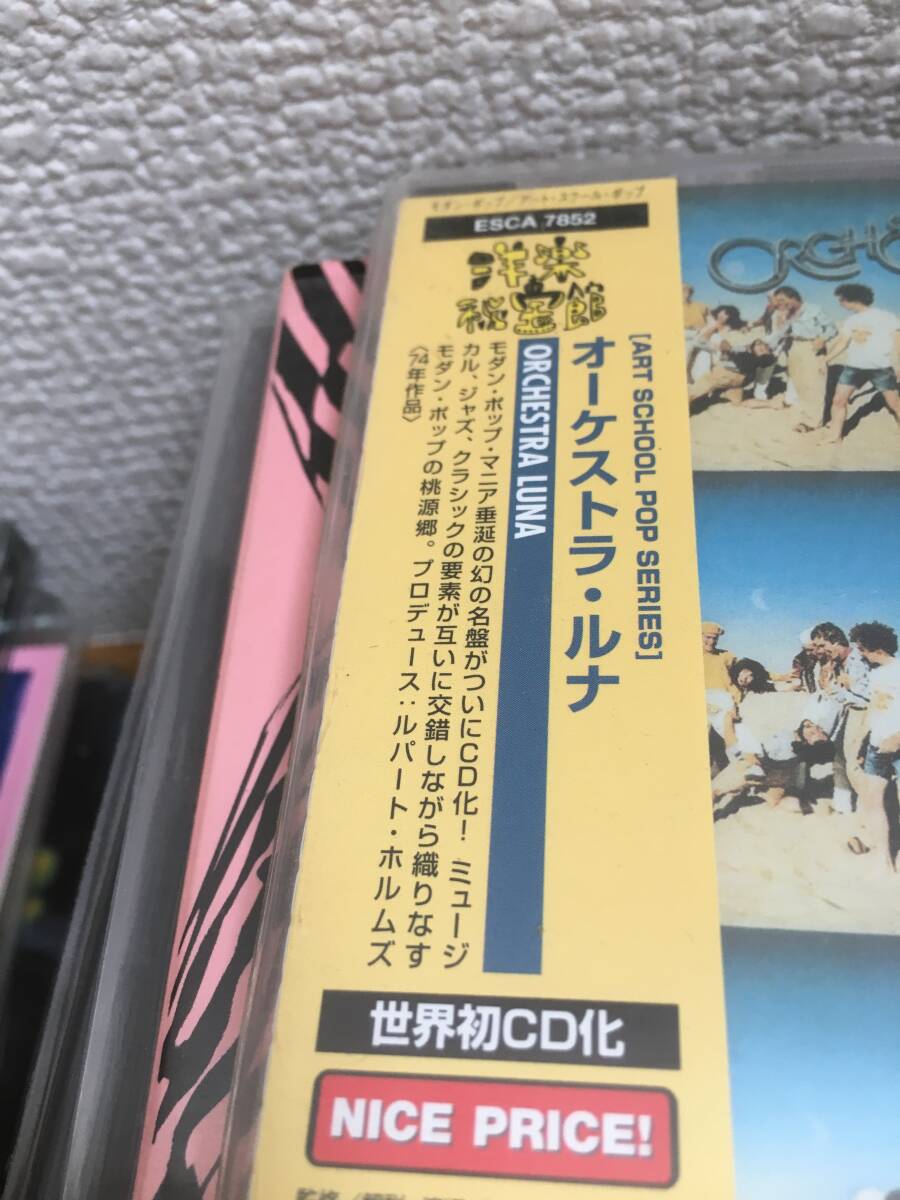 モダン・ポップ/アート・スクール・ポップ
ESCA 7852
洋楽
秘宝館
[ART SCHOOL POP SERIES]
オーケストラ・ルナ
ORCHESTRA LUNA
モダン・ポップ・マニア垂涎の幻の名盤がついにCD化! ミュージ
カル、ジャズ、クラシックの要素が互いに交錯しながら織りなす
モダン・ポップの桃源郷。プロデュース:ルパート・ホルムズ
〈74年作品〉
世界初CD化
NICE PRICE!